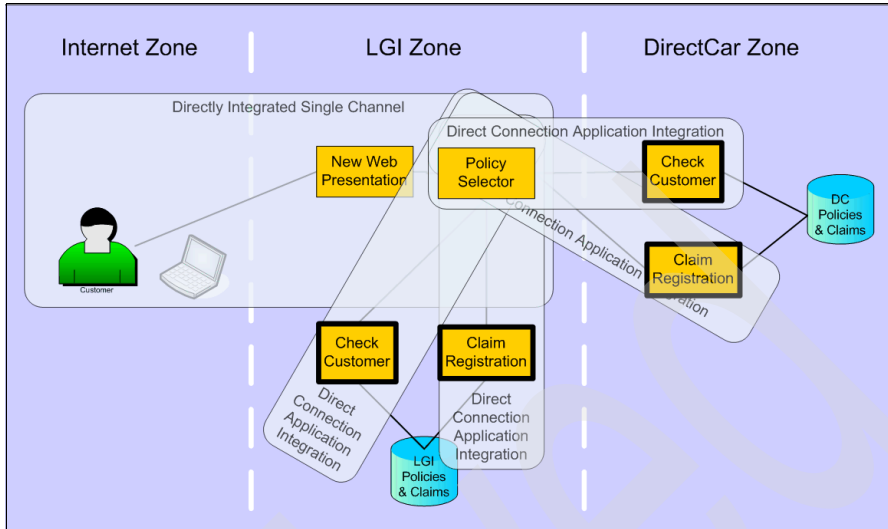 Internet Zone
LGI Zone
DirectCar Zone
Directly Integrated Single Channel
Direct Connection Application Integration
New Web
Presentation
Policy
Selector
Check
Customer
DC
Policies
& Claims
Connection Application
Claim
Registration
Customer
Check
Customer
Claim
Registration
Direct
Connection
Application
Integration
Direct
Connection
Application
Integration
LGI
Policies
& Claims